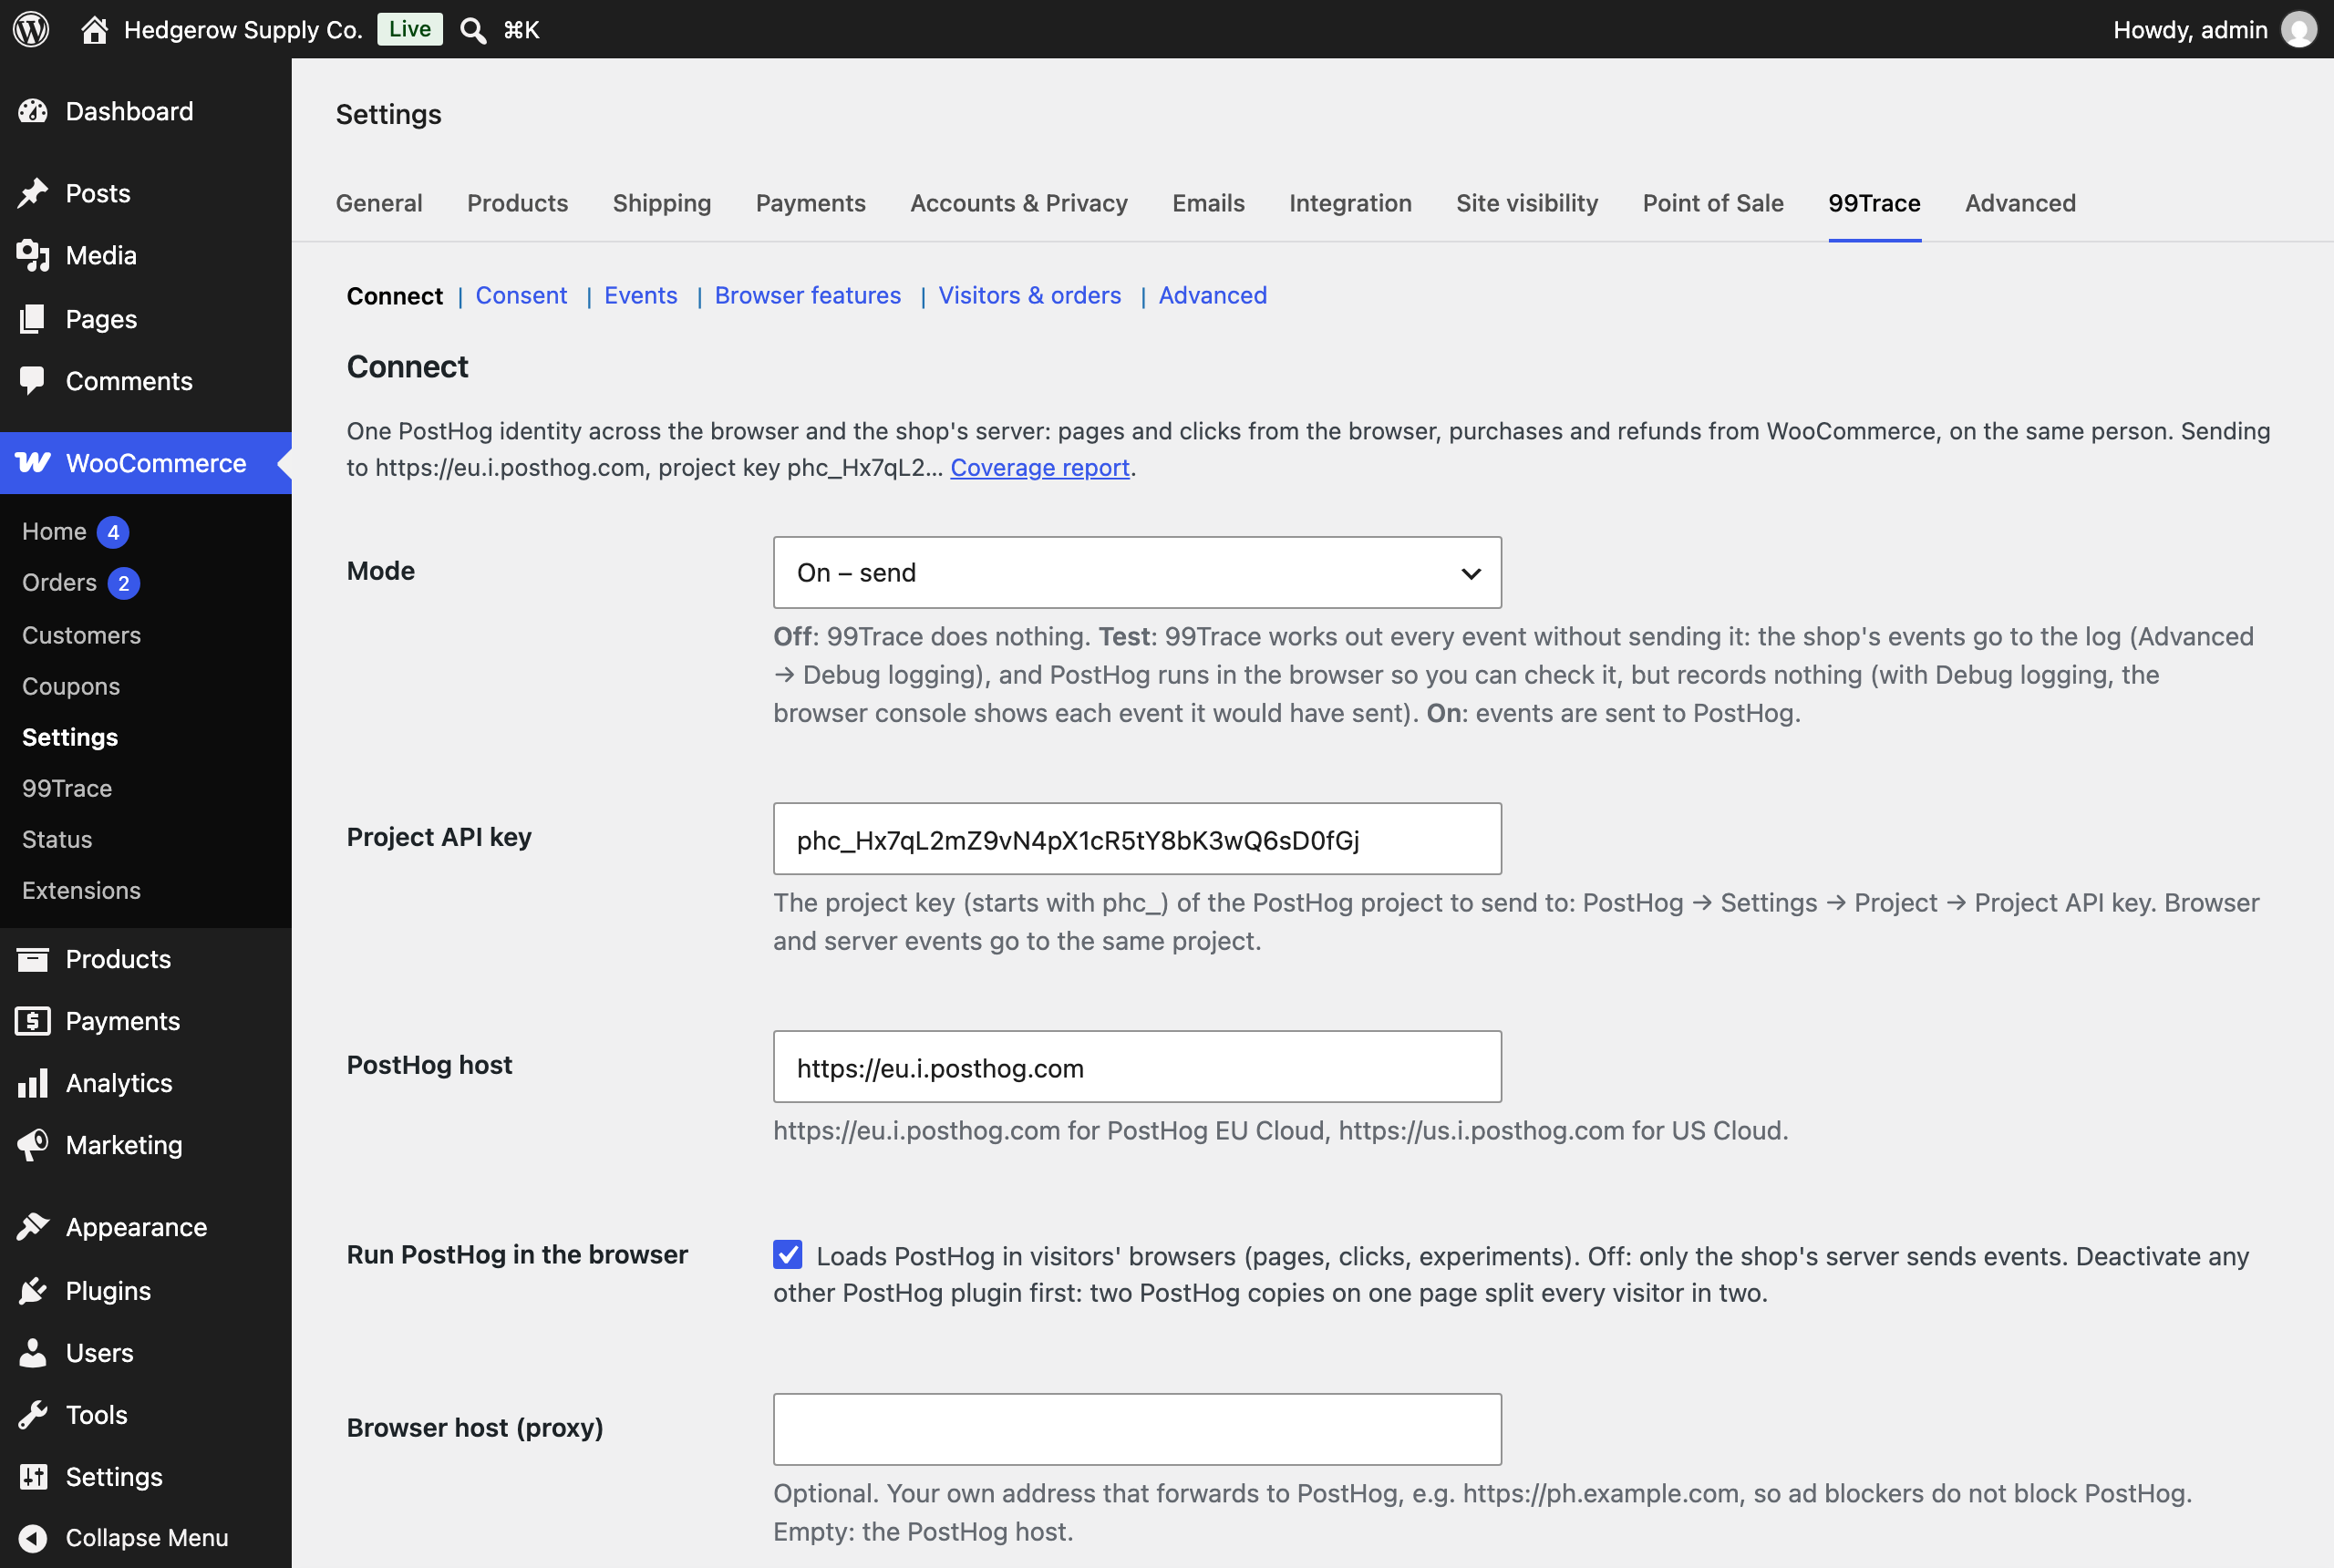 Hedgerow Supply Co. Live ⌘K Howdy, admin
Dashboard
Posts
Media
Pages
Comments
WooCommerce
Home 4
Orders 2
Customers
Coupons
Settings
99Trace
Status
Extensions
Products
Payments
Analytics
Marketing
Appearance
Plugins
Users
Tools
Settings
Collapse Menu
Settings
General Products Shipping Payments Accounts & Privacy Emails Integration Site visibility Point of Sale 99Trace Advanced
Connect | Consent | Events | Browser features | Visitors & orders | Advanced
Connect
One PostHog identity across the browser and the shop's server: pages and clicks from the browser, purchases and refunds from WooCommerce, on the same person. Sending
to https://eu.i.posthog.com, project key phc_Hx7qL2... Coverage report.
Mode
On – send
Off: 99Trace does nothing. Test: 99Trace works out every event without sending it: the shop's events go to the log (Advanced
→ Debug logging), and PostHog runs in the browser so you can check it, but records nothing (with Debug logging, the
browser console shows each event it would have sent). On: events are sent to PostHog.
Project API key
phc_Hx7qL2mZ9vN4pX1cR5tY8bK3wQ6sD0fGj
The project key (starts with phc_) of the PostHog project to send to: PostHog → Settings → Project → Project API key. Browser
and server events go to the same project.
PostHog host
https://eu.i.posthog.com
https://eu.i.posthog.com for PostHog EU Cloud, https://us.i.posthog.com for US Cloud.
Run PostHog in the browser
Loads PostHog in visitors' browsers (pages, clicks, experiments). Off: only the shop's server sends events. Deactivate any
other PostHog plugin first: two PostHog copies on one page split every visitor in two.
Browser host (proxy)
Optional. Your own address that forwards to PostHog, e.g. https://ph.example.com, so ad blockers do not block PostHog.
Empty: the PostHog host.